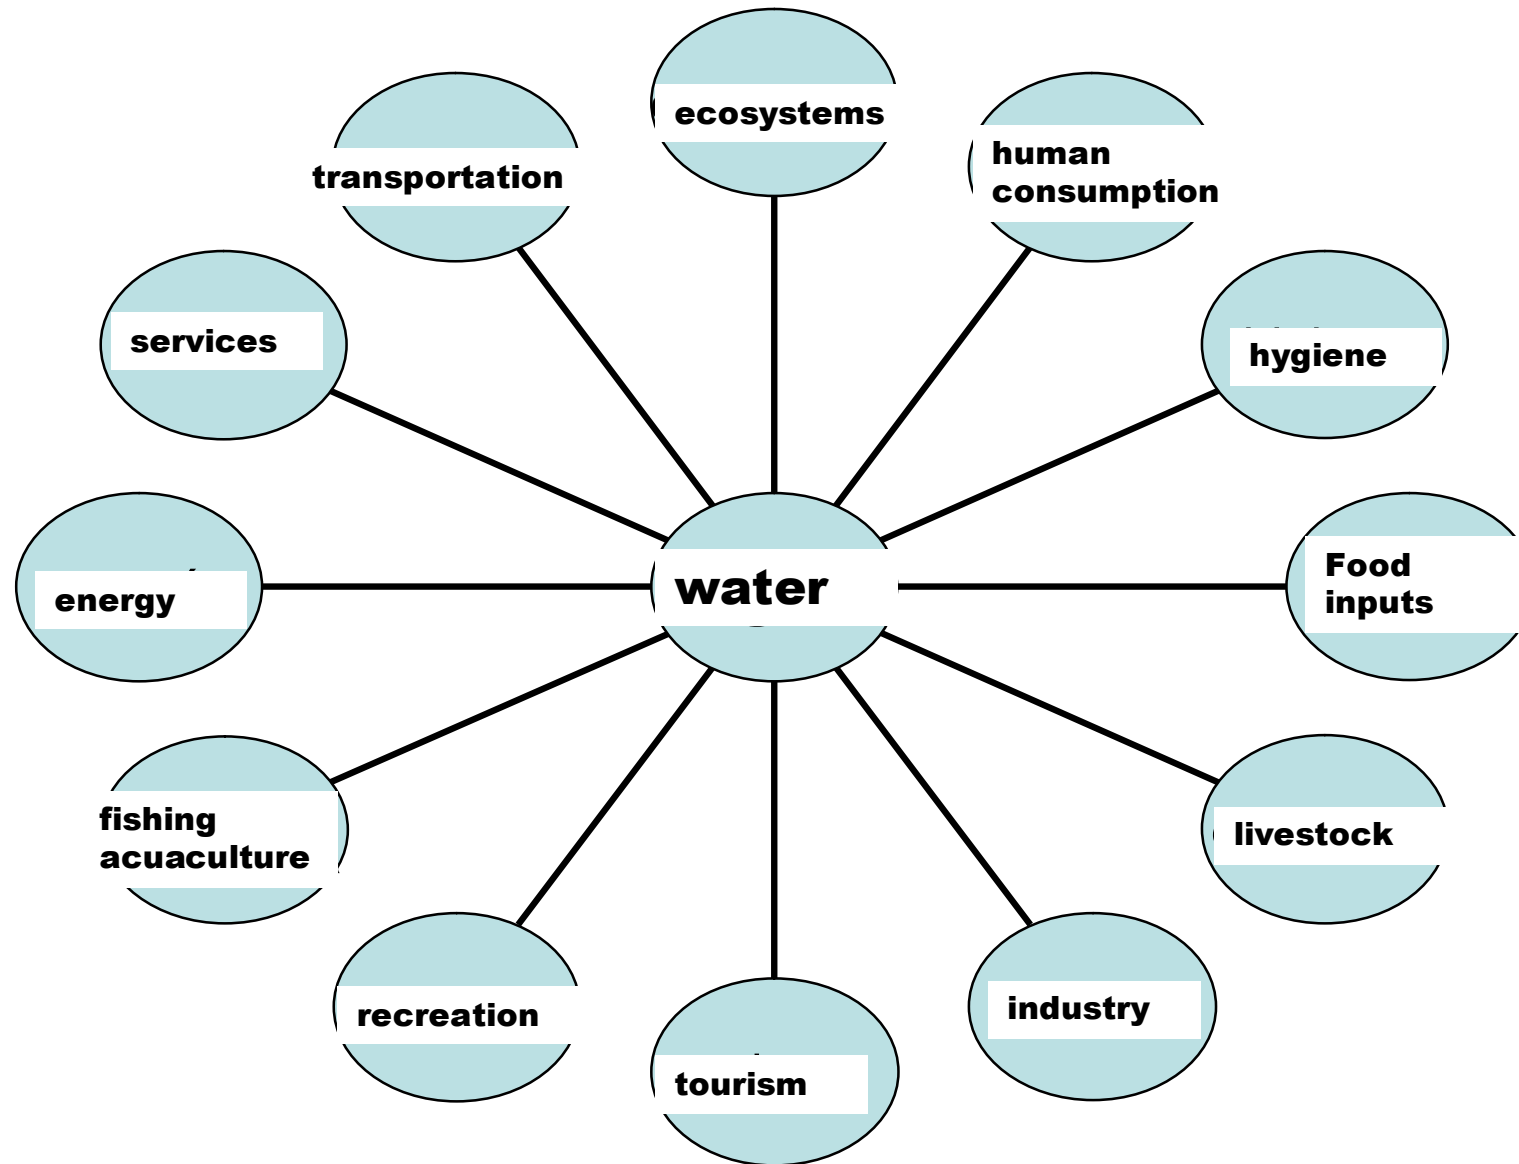 ecosystems
human
consumption
transportation
services
hygiene
water
energy
Food
inputs
fishing
acuaculture
livestock
recreation
industry
tourism